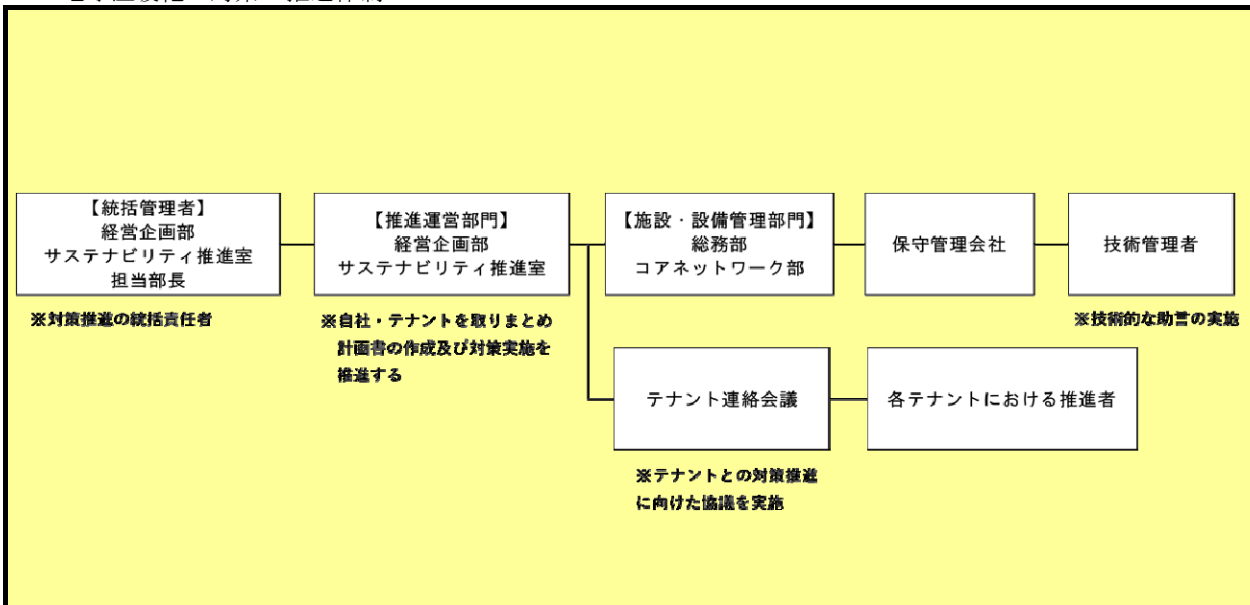 【統括管理者】
経営企画部
サステナビリティ推進室
担当部長
※対策推進の統括責任者
【推進運営部門】
経営企画部
サステナビリティ推進室
※自社・テナントを取りまとめ
計画書の作成及び対策実施を
推進する
【施設・設備管理部門】
総務部
コアネットワーク部
保守管理会社
技術管理者
※技術的な助言の実施
テナント連絡会議
※テナントとの対策推進
に向けた協議を実施
各テナントにおける推進者